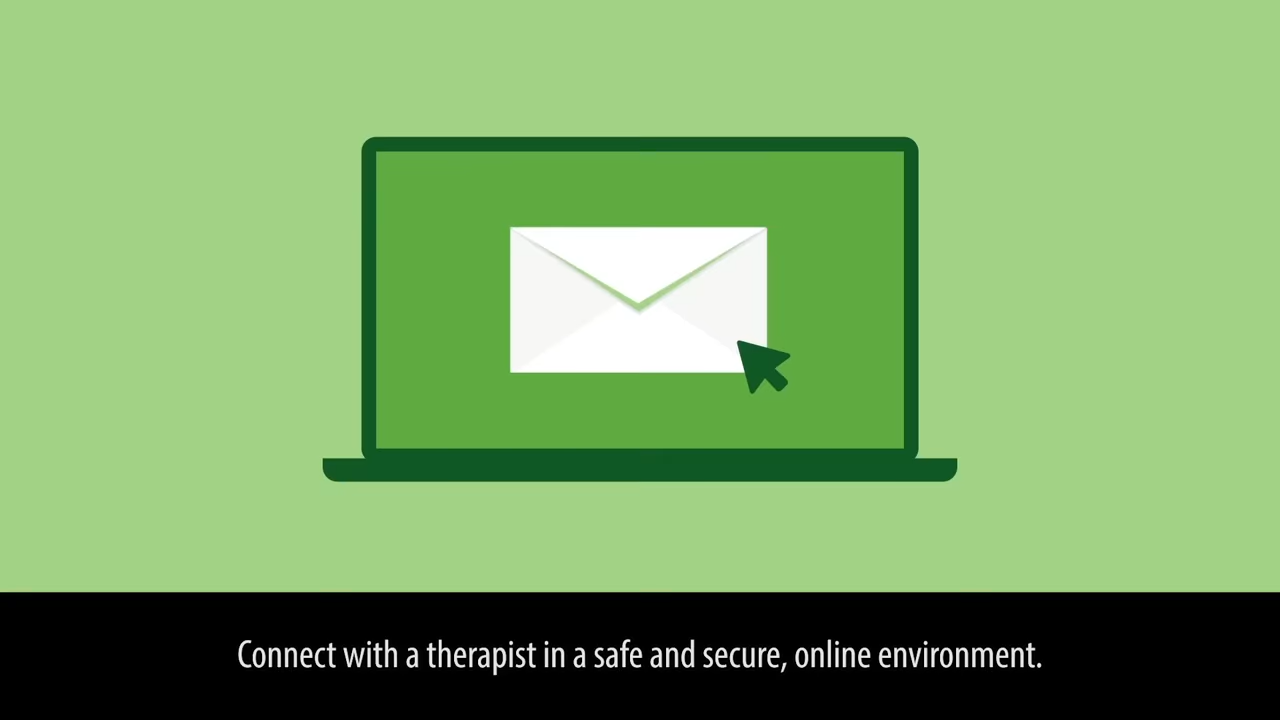 Connect with a therapist in a safe and secure, online environment.